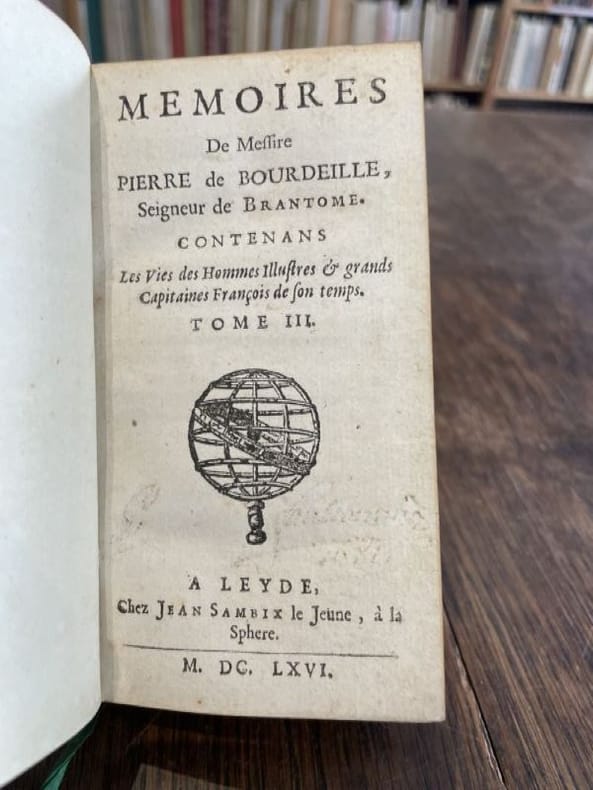 MEMOIRES
De Meſſire
PIERRE de BOURDEILLE,
Seigneur de BRANTOME.
CONTENANS
Les Vies des Hommes Illuſtres & grands
Capitaines François de ſon temps.
TOME III.
A LEYDE,
Chez JEAN SAMBIX le Jeune, à la
Sphere.
M. DC. LXVI.